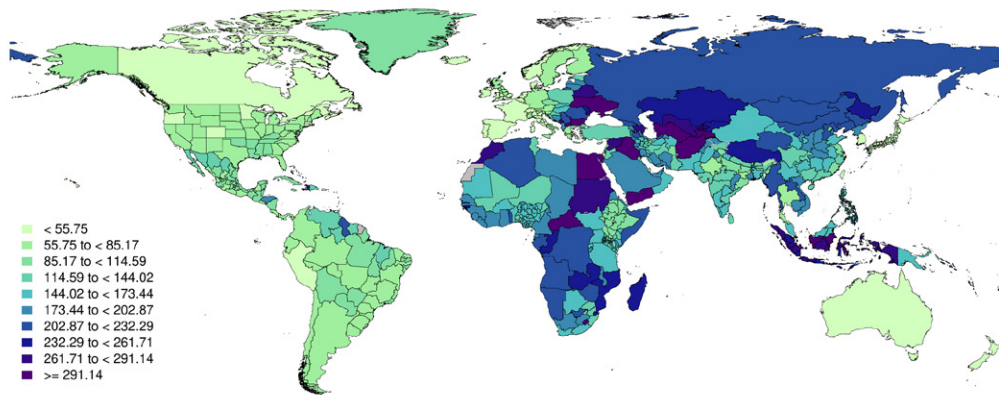 < 55.75
55.75 to < 85.17
85.17 to < 114.59
114.59 to < 144.02
144.02 to < 173.44
173.44 to < 202.87
202.87 to < 232.29
232.29 to < 261.71
261.71 to < 291.14
>= 291.14